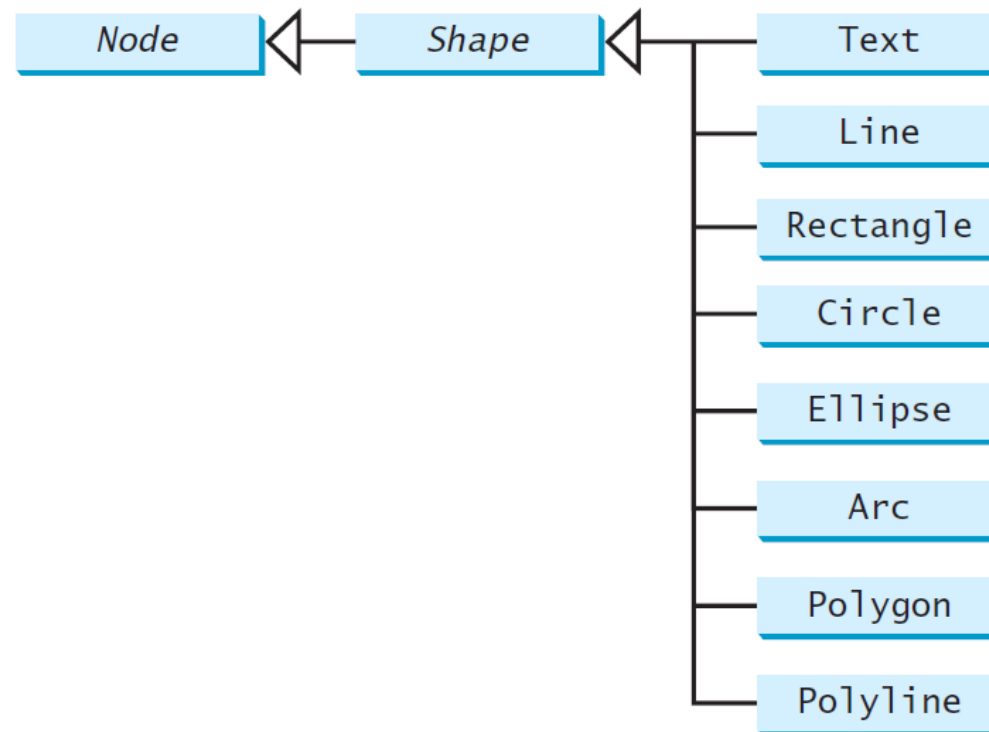 Node
Shape
Text
Line
Rectangle
Circle
Ellipse
Arc
Polygon
Polyline